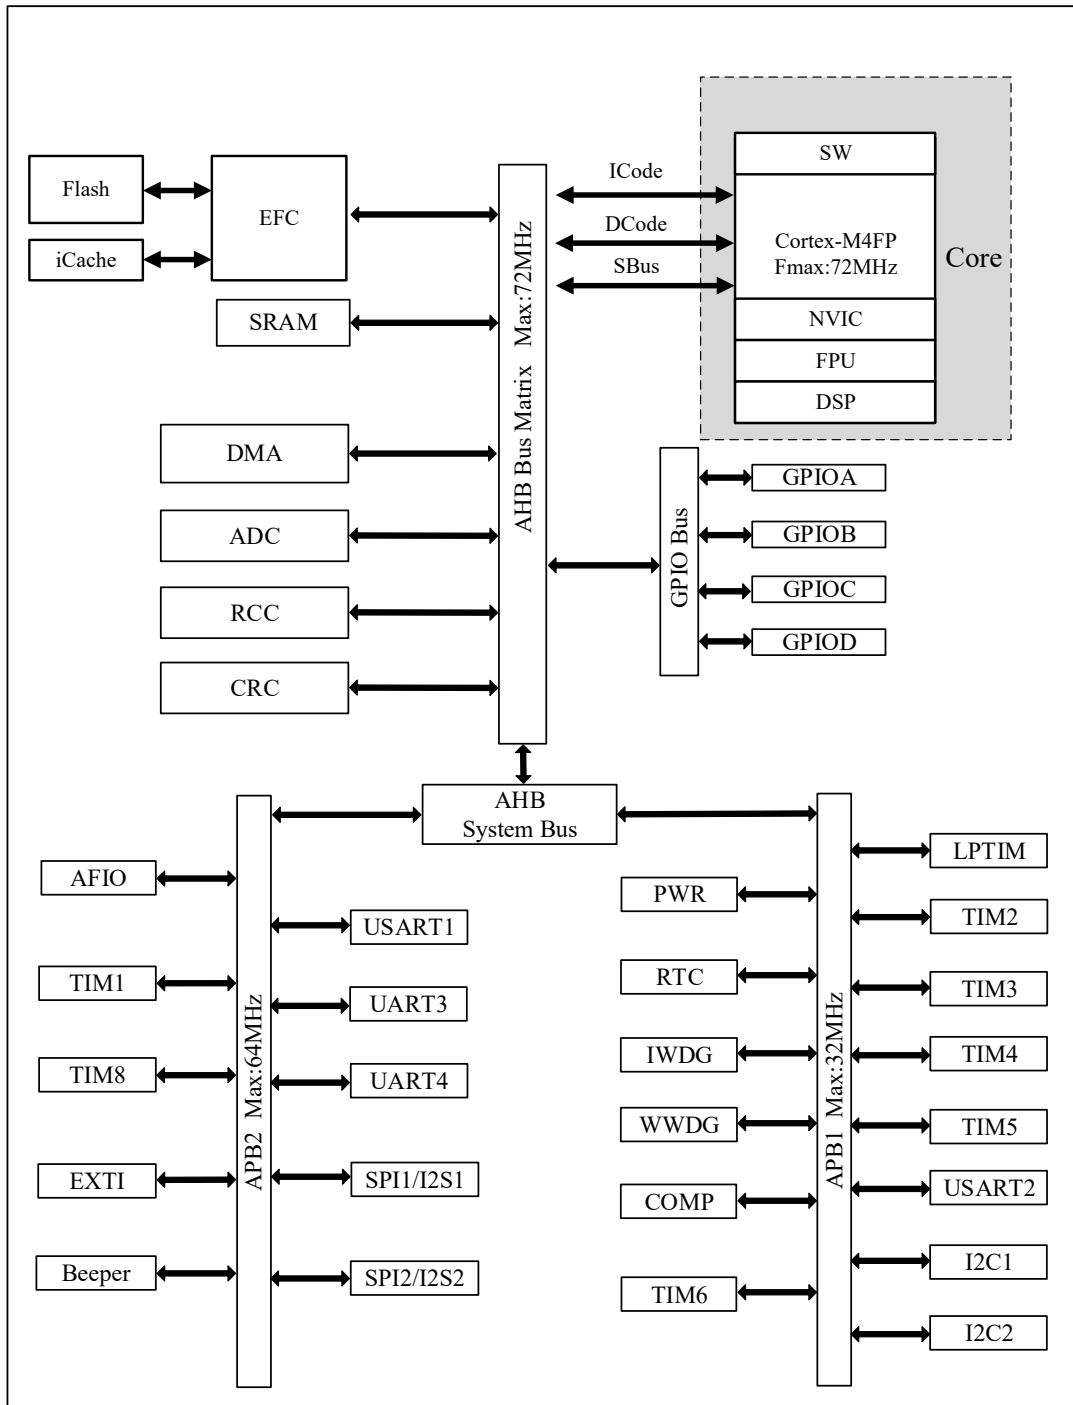 SW
ICode
Flash
EFC
DCode
Cortex-M4FP
Fmax:72MHz
Core
iCache
SBus
SRAM
NVIC
FPU
DSP
AHB Bus Matrix Max:72MHz
DMA
ADC
RCC
CRC
GPIO Bus
GPIOA
GPIOB
GPIOC
GPIOD
AHB
System Bus
APB2 Max:64MHz
AFIO
TIM1
TIM8
EXTI
Beeper
USART1
UART3
UART4
SPI1/I2S1
SPI2/I2S2
APB1 Max:32MHz
PWR
RTC
IWDG
WWDG
COMP
TIM6
LPTIM
TIM2
TIM3
TIM4
TIM5
USART2
I2C1
I2C2